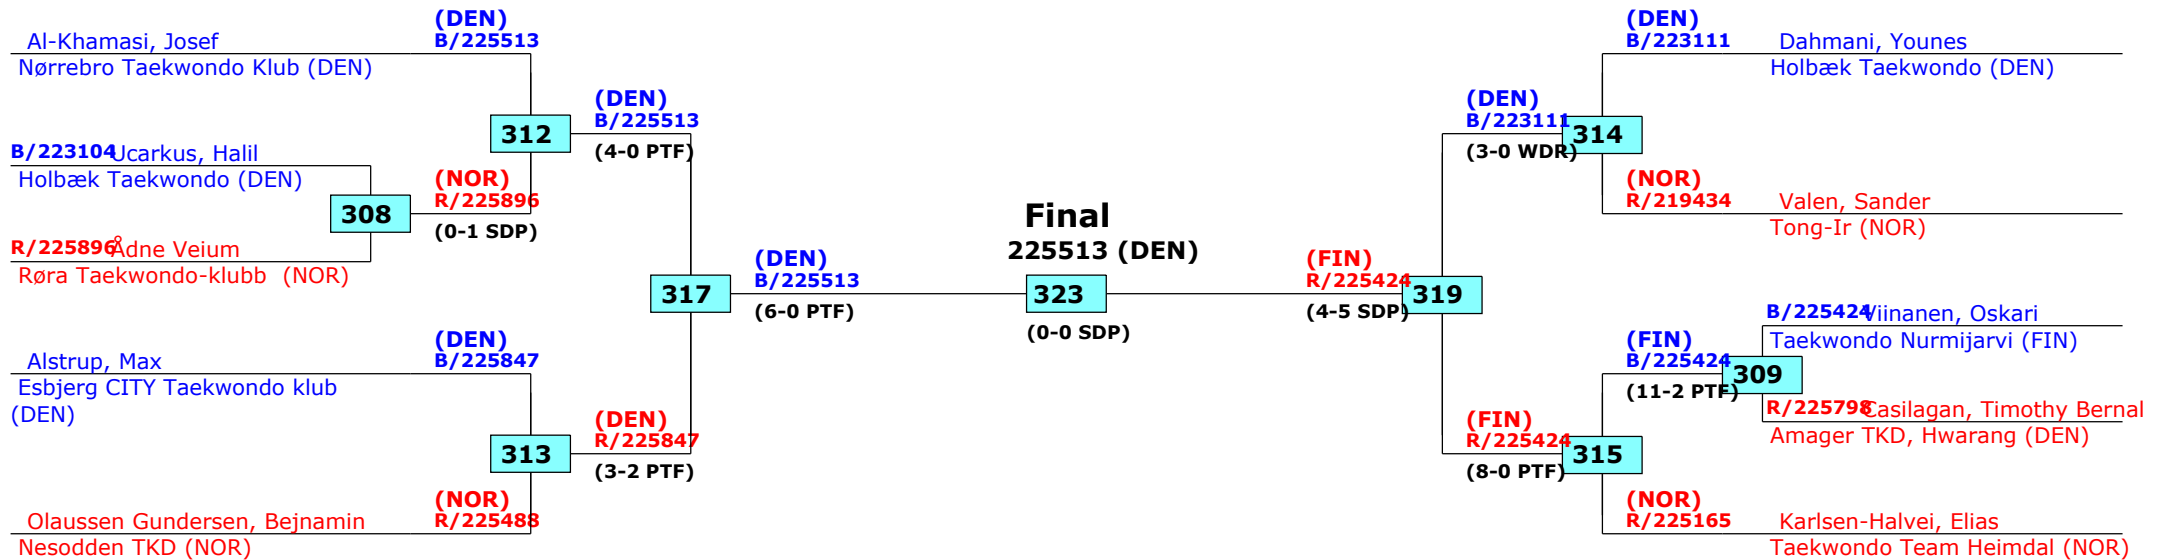 (DEN)
B/225513
Al-Khamasi, Josef
Nørrebro Taekwondo Klub (DEN)
312
(DEN)
B/225513
(4-0 PTF)
B/223104 Ucarkus, Halil
Holbæk Taekwondo (DEN)
308
(NOR)
R/225896
(0-1 SDP)
R/225896 Ådne Veium
Røra Taekwondo-klubb (NOR)
317
(DEN)
B/225513
(6-0 PTF)
Alstrup, Max
(DEN)
B/225847
Esbjerg CITY Taekwondo klub
(DEN)
313
(DEN)
R/225847
(3-2 PTF)
Olaussen Gundersen, Bejnamin
(NOR)
R/225488
Nesodden TKD (NOR)
Final
225513 (DEN)
323
(0-0 SDP)
(DEN)
B/223111
Dahmani, Younes
Holbæk Taekwondo (DEN)
(DEN)
B/223111
314
(3-0 WDR)
(NOR)
R/219434
Valen, Sander
Tong-Ir (NOR)
(FIN)
R/225424
319
(4-5 SDP)
B/225424 Viinanen, Oskari
Taekwondo Nurmijarvi (FIN)
(FIN)
B/225424
309
(11-2 PTF)
R/225798 Casilagan, Timothy Bernal
Amager TKD, Hwarang (DEN)
(FIN)
R/225424
315
(8-0 PTF)
(NOR)
R/225165
Karlsen-Halvei, Elias
Taekwondo Team Heimdal (NOR)